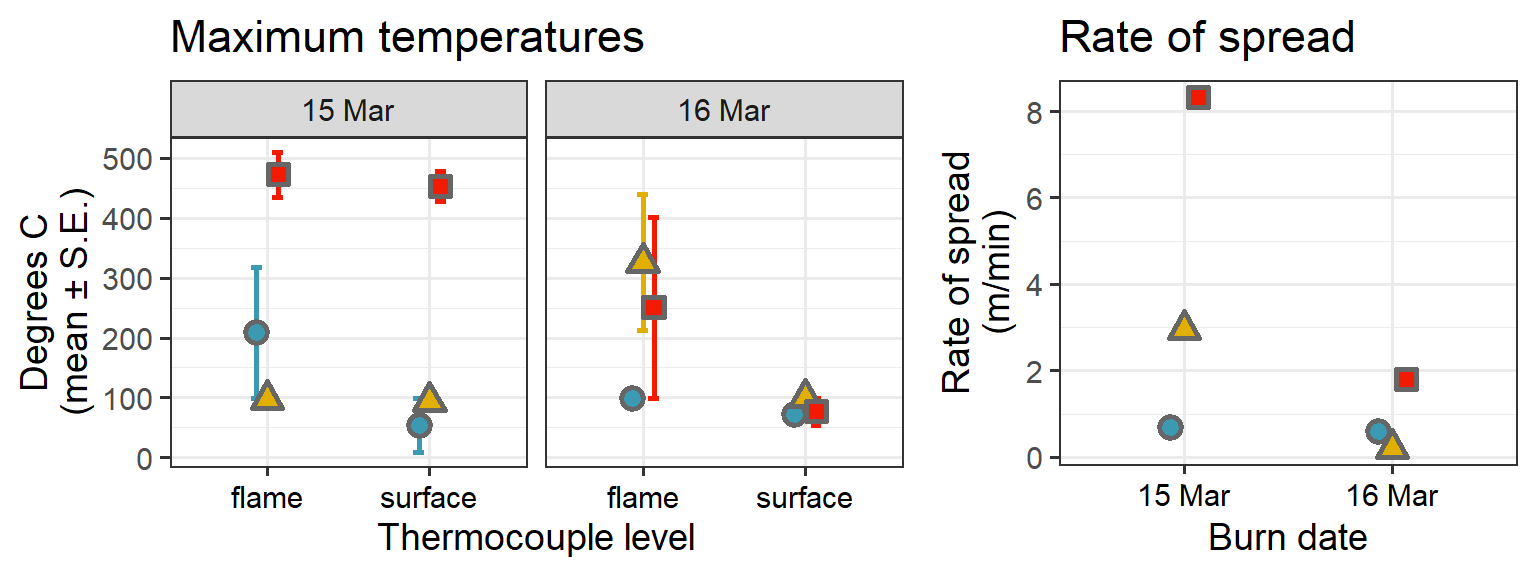 Maximum temperatures
15 Mar
16 Mar
500
400
300
200
100
0
Degrees C
(mean ± S.E.)
flame
surface
flame
surface
Thermocouple level
Rate of spread
8
6
4
2
0
Rate of spread
(m/min)
15 Mar
16 Mar
Burn date